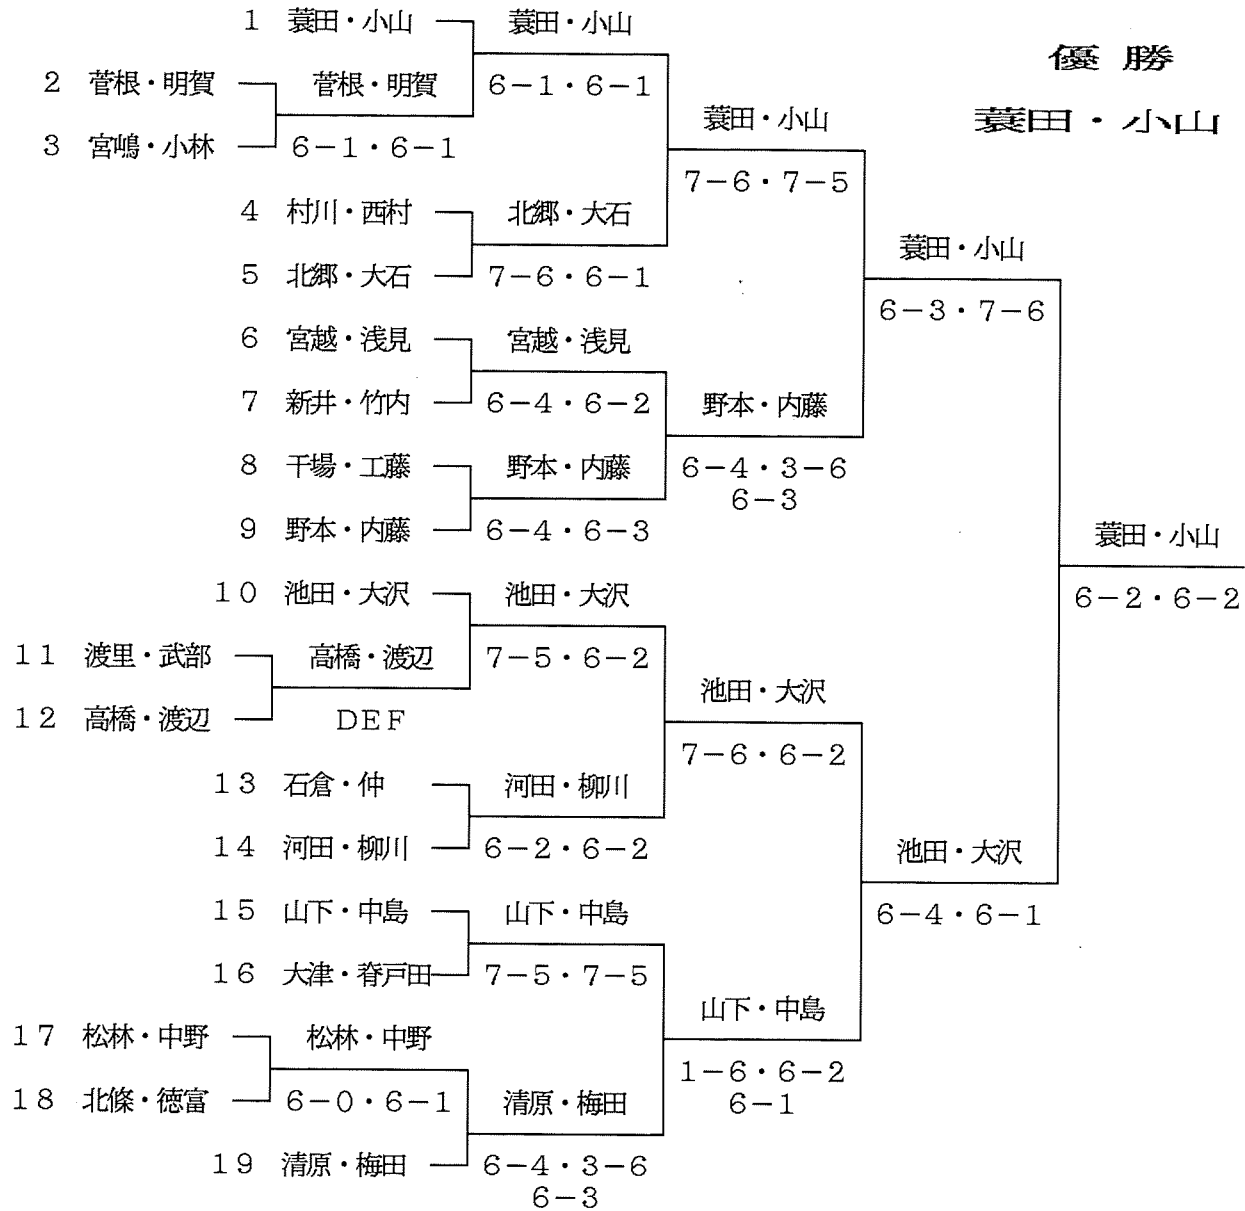 1 蓑田・小山 蓑田・小山
優 勝
2 菅根・明賀 菅根・明賀 6－1・6－1
蓑田・小山 蓑田・小山
3 宮嶋・小林 6－1・6－1
7－6・7－5
4 村川・西村 北郷・大石
蓑田・小山
5 北郷・大石 7－6・6－1
6－3・7－6
6 宮越・浅見 宮越・浅見
7 新井・竹内 6－4・6－2 野本・内藤
8 干場・工藤 野本・内藤 6－4・3－6
6－3
9 野本・内藤 6－4・6－3 蓑田・小山
10 池田・大沢 池田・大沢 6－2・6－2
11 渡里・武部 高橋・渡辺 7－5・6－2
池田・大沢
12 高橋・渡辺 DEF
7－6・6－2
13 石倉・仲 河田・柳川
14 河田・柳川 6－2・6－2 池田・大沢
15 山下・中島 山下・中島 6－4・6－1
16 大津・脊戸田 7－5・7－5
山下・中島
17 松林・中野 松林・中野
1－6・6－2
18 北條・徳富 6－0・6－1 清原・梅田 6－1
19 清原・梅田 6－4・3－6
6－3